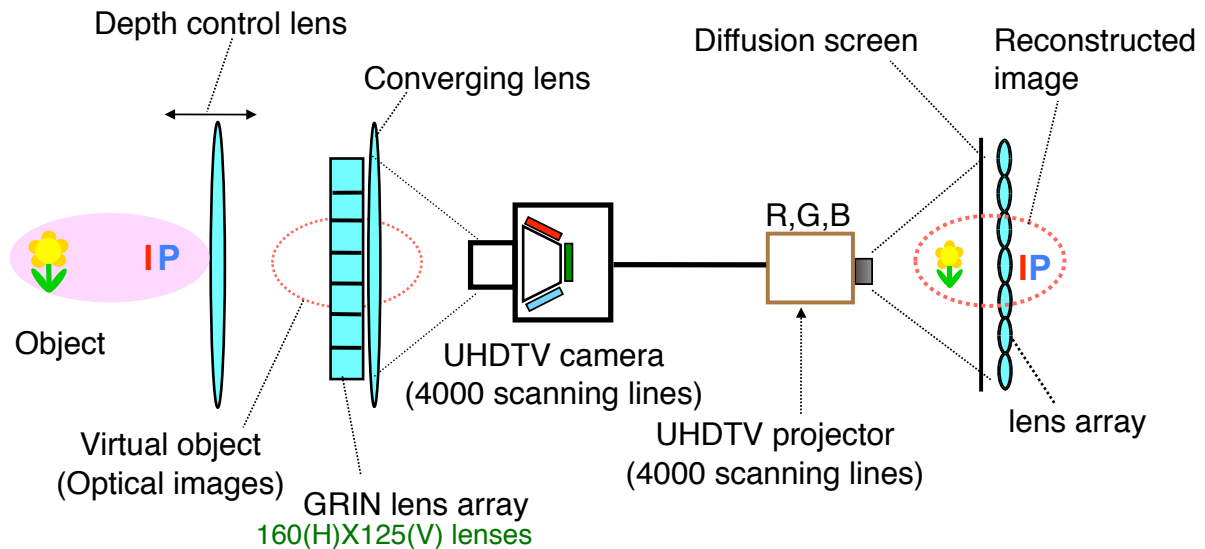 Depth control lens
Converging lens
Diffusion screen
Reconstructed
image
R,G,B
IP
IP
Object
UHDTV camera
(4000 scanning lines)
Virtual object
(Optical images)
GRIN lens array
160(H)X125(V) lenses
UHDTV projector
(4000 scanning lines)
lens array